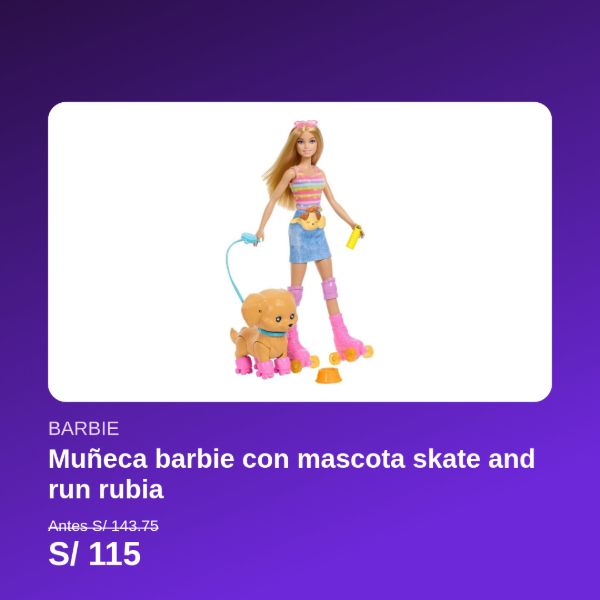 BARBIE
Muñeca barbie con mascota skate and
run rubia
Antes S/ 143.75
S/ 115